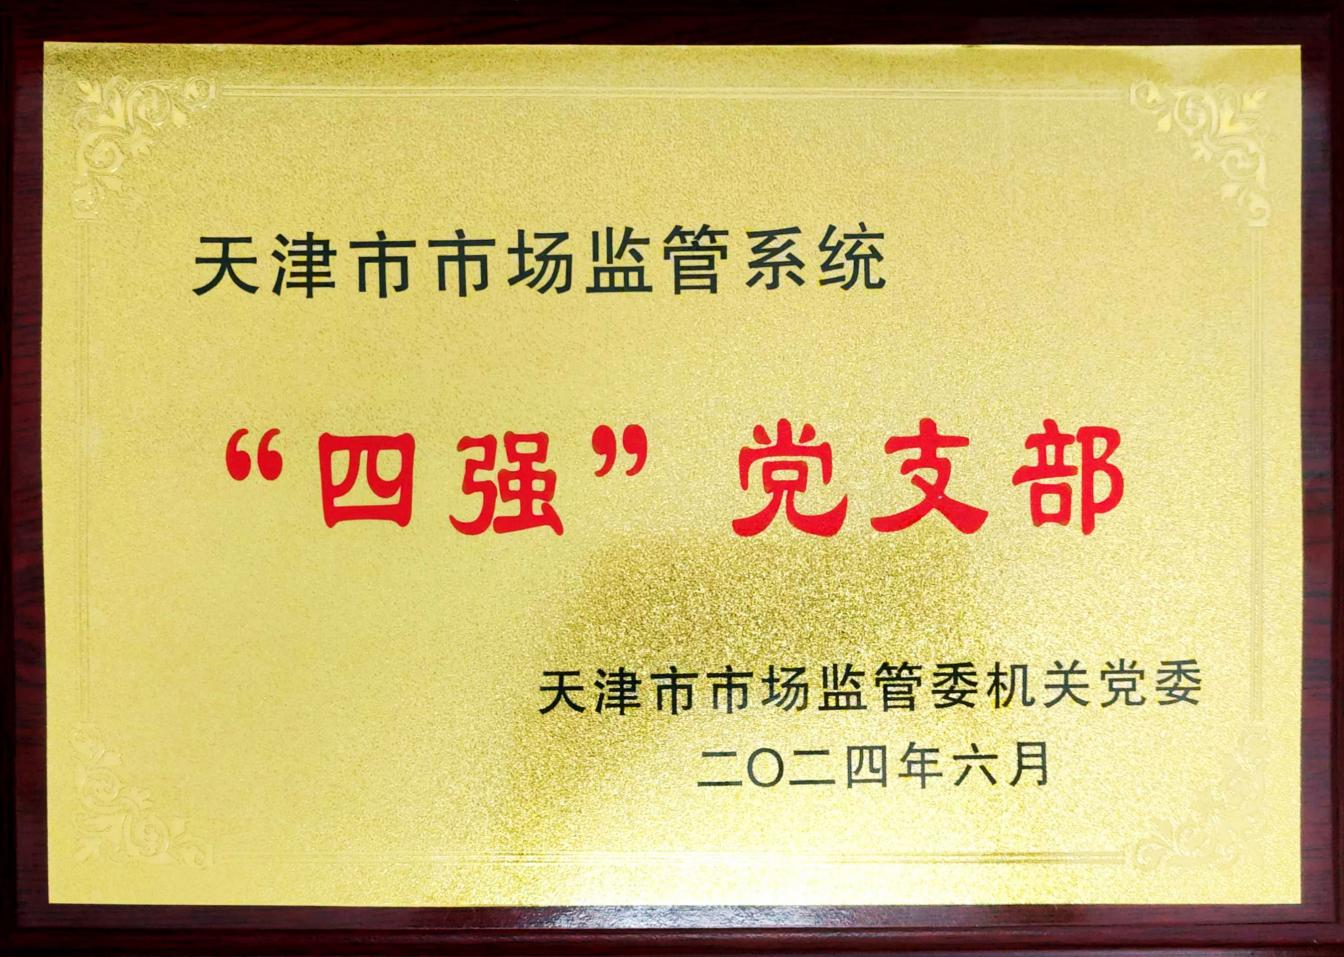 天津市市场监管系统
“四强”党支部
天津市市场监管委机关党委
二〇二四年六月